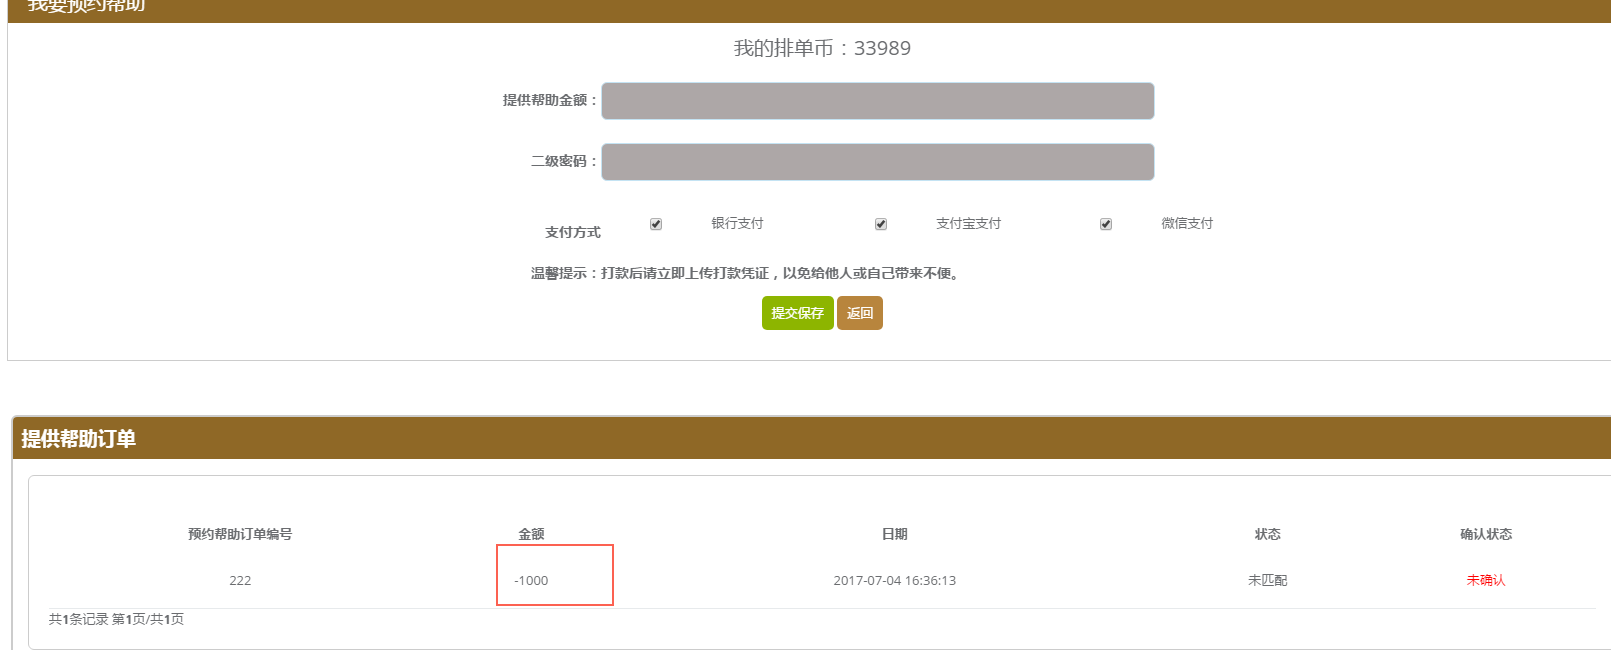 我要预约帮助
我的排单币：33989
提供帮助金额：
二级密码：
支付方式 银行支付 支付宝支付 微信支付
温馨提示：打款后请立即上传打款凭证，以免给他人或自己带来不便。
提交保存 返回
提供帮助订单
预约帮助订单编号 金额 日期 状态 确认状态
222 -1000 2017-07-04 16:36:13 未匹配 未确认
共1条记录 第1页/共1页